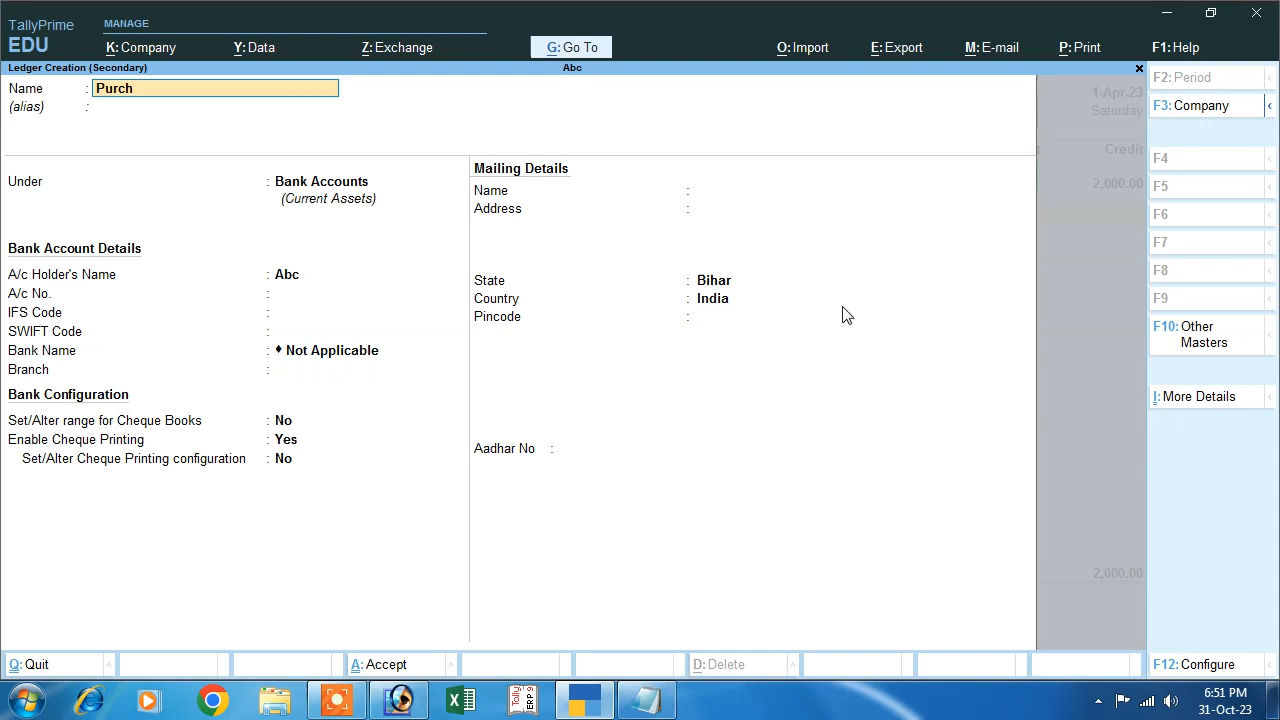 TallyPrime
EDU
MANAGE
K: Company
Y: Data
Z: Exchange
G: Go To
O: Import
E: Export
M: E-mail
P: Print
F1: Help
Ledger Creation (Secondary)
Abc
Name : Purch
(alias) :
Under : Bank Accounts
(Current Assets)
Bank Account Details
A/c Holder's Name : Abc
A/c No. :
IFS Code :
SWIFT Code :
Bank Name : ♦ Not Applicable
Branch :
Bank Configuration
Set/Alter range for Cheque Books : No
Enable Cheque Printing : Yes
Set/Alter Cheque Printing configuration : No
Mailing Details
Name :
Address :
State : Bihar
Country : India
Pincode :
Aadhar No :
1-Apr-23
Saturday
Credit
2,000.00
2,000.00
F2: Period
F3: Company
F4
F5
F6
F7
F8
F9
F10: Other
Masters
I: More Details
F12: Configure
Q: Quit
A: Accept
D: Delete
Tally
ERP 9
6:51 PM
31-Oct-23